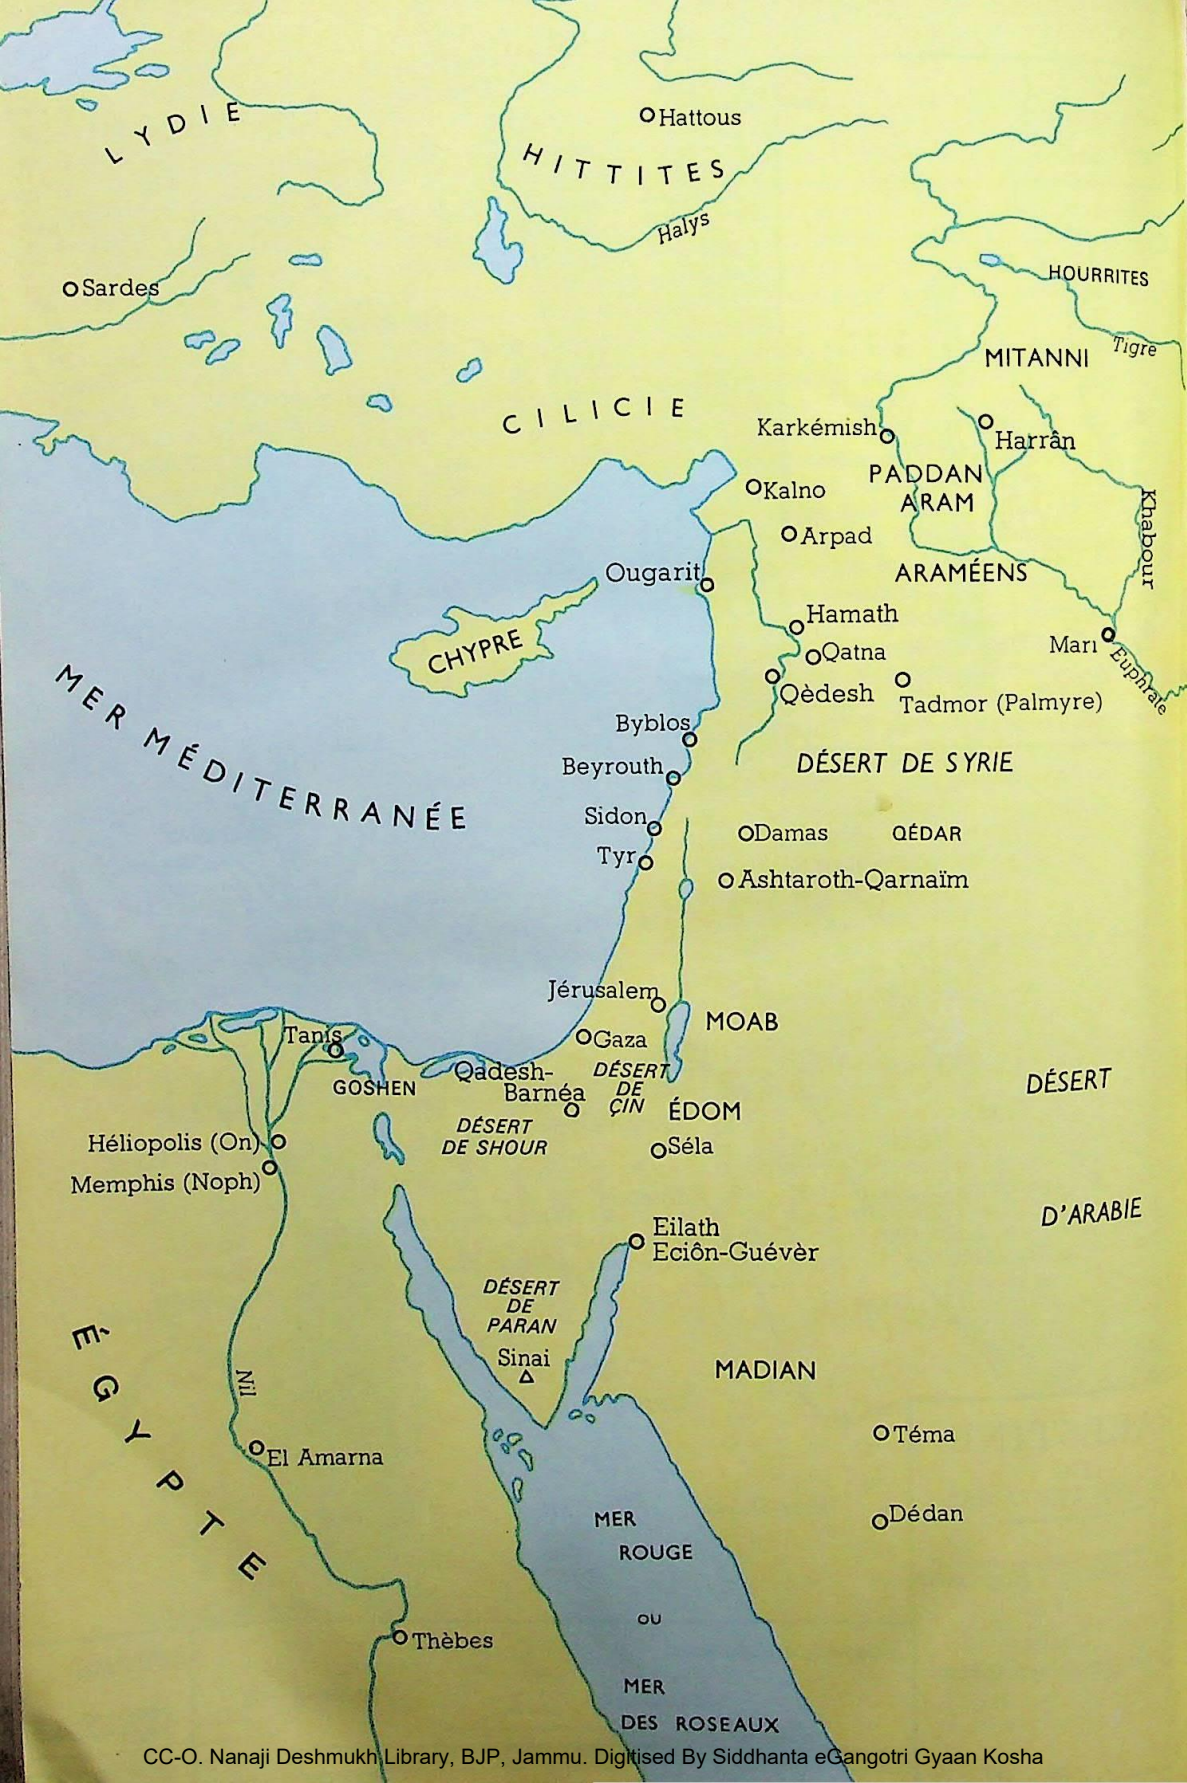 LYDIE
Hattous
HITTITES
Halys
Sardes
HOURRITES
Tigre
MITANNI
CILICIE
Karkémish
Harrân
PADDAN
ARAM
Kalno
Khabour
Arpad
Ougarit
ARAMÉENS
Hamath
CHYPRE
Qatna
Mari
Euphrate
Qèdesh
Tadmor (Palmyre)
MER MÉDITERRANÉE
Byblos
Beyrouth
DÉSERT DE SYRIE
Sidon
Damas
QÉDAR
Tyr
Ashtaroth-Qarnaïm
Jérusalem
MOAB
Tanis
Gaza
GOSHEN
Qadesh-
Barnéa
DÉSERT
DE
ÇIN
DÉSERT
ÉDOM
DÉSERT
DE SHOUR
Héliopolis (On)
Séla
Memphis (Noph)
D'ARABIE
Eilath
Eciôn-Guévèr
DÉSERT
DE
PARAN
Sinai
ÉGYPTE
Nil
MADIAN
Téma
El Amarna
Dédan
MER
ROUGE
OU
Thèbes
MER
DES ROSEAUX
CC-O. Nanaji Deshmukh Library, BJP, Jammu. Digitised By Siddhanta eGangotri Gyaan Kosha